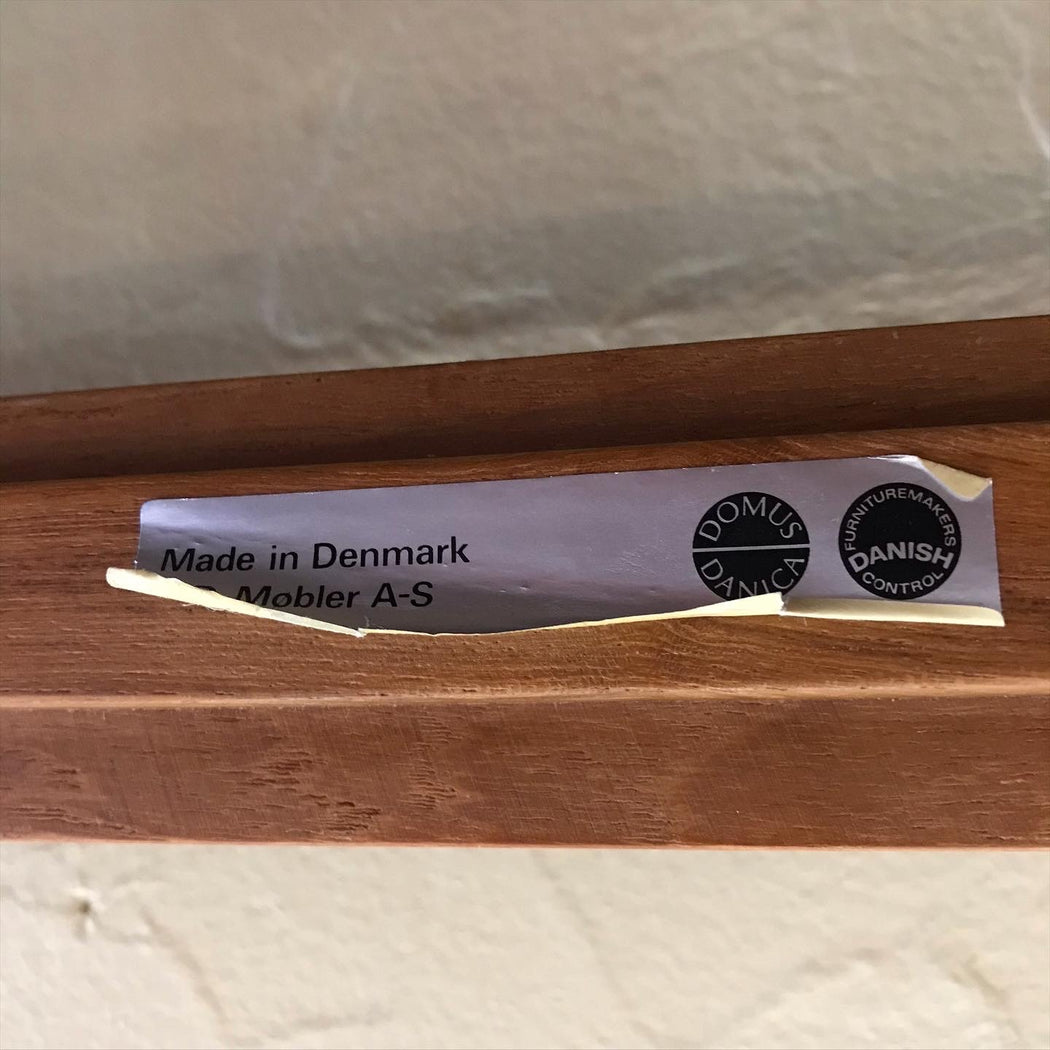 Made in Denmark
Møbler A-S
DOMUS
DANICA
FURNITUREMAKERS
DANISH
CONTROL